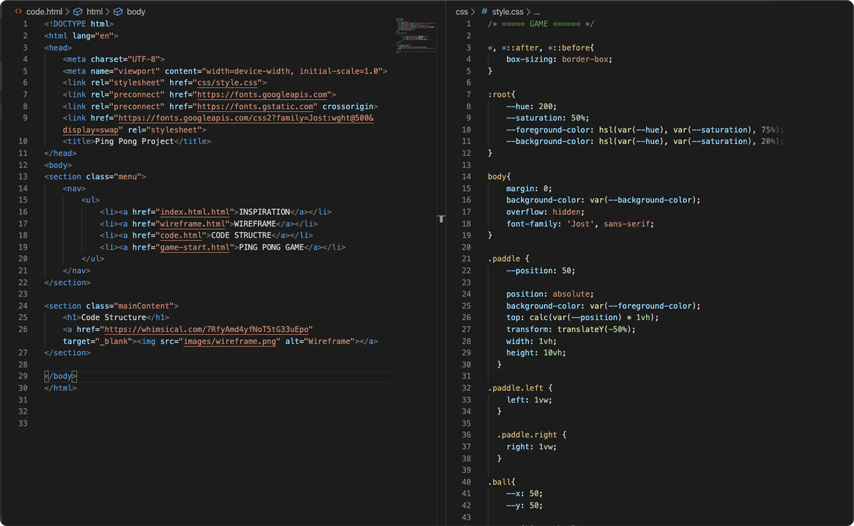 code.html > html > body
1 <!DOCTYPE html>
2 <html lang="en">
3 <head>
4 <meta charset="UTF-8">
5 <meta name="viewport" content="width=device-width, initial-scale=1.0">
6 <link rel="stylesheet" href="css/style.css">
7 <link rel="preconnect" href="https://fonts.googleapis.com">
8 <link rel="preconnect" href="https://fonts.gstatic.com" crossorigin>
9 <link href="https://fonts.googleapis.com/css2?family=Jost:wght@500&
display=swap" rel="stylesheet">
10 <title>Ping Pong Project</title>
11 </head>
12 <body>
13 <section class="menu">
14 <nav>
15 <ul>
16 <li><a href="index.html.html">INSPIRATION</a></li>
17 <li><a href="wireframe.html">WIREFRAME</a></li>
18 <li><a href="code.html">CODE STRUCTRE</a></li>
19 <li><a href="game-start.html">PING PONG GAME</a></li>
20 </ul>
21 </nav>
22 </section>
23
24 <section class="mainContent">
25 <h1>Code Structure</h1>
26 <a href="https://whimsical.com/7RfyAmd4yfNoT5tG33uEpo"
target="_blank"><img src="images/wireframe.png" alt="Wireframe"></a>
27 </section>
28
29 </body>
30 </html>
31
32
33
css > # style.css > ...
1 /* ===== GAME ====== */
2
3 *, *::after, *::before{
4 box-sizing: border-box;
5 }
6
7 :root{
8 --hue: 200;
9 --saturation: 50%;
10 --foreground-color: hsl(var(--hue), var(--saturation), 75%);
11 --background-color: hsl(var(--hue), var(--saturation), 20%);
12 }
13
14 body{
15 margin: 0;
16 background-color: var(--background-color);
17 overflow: hidden;
18 font-family: 'Jost', sans-serif;
19 }
20
21 .paddle {
22 --position: 50;
23
24 position: absolute;
25 background-color: var(--foreground-color);
26 top: calc(var(--position) * 1vh);
27 transform: translateY(-50%);
28 width: 1vh;
29 height: 10vh;
30 }
31
32 .paddle.left {
33 left: 1vw;
34 }
35
36 .paddle.right {
37 right: 1vw;
38 }
39
40 .ball{
41 --x: 50;
42 --y: 50;
43